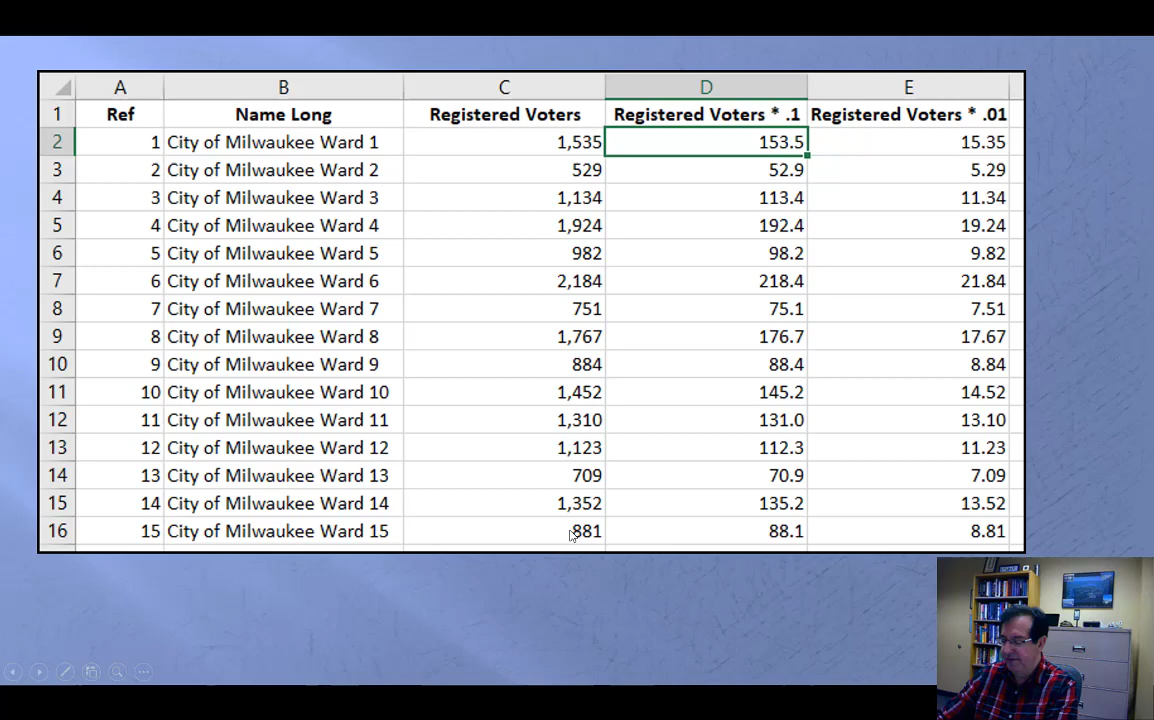 A B C D E
1 Ref Name Long Registered Voters Registered Voters * .1 Registered Voters * .01
2 1 City of Milwaukee Ward 1 1,535 153.5 15.35
3 2 City of Milwaukee Ward 2 529 52.9 5.29
4 3 City of Milwaukee Ward 3 1,134 113.4 11.34
5 4 City of Milwaukee Ward 4 1,924 192.4 19.24
6 5 City of Milwaukee Ward 5 982 98.2 9.82
7 6 City of Milwaukee Ward 6 2,184 218.4 21.84
8 7 City of Milwaukee Ward 7 751 75.1 7.51
9 8 City of Milwaukee Ward 8 1,767 176.7 17.67
10 9 City of Milwaukee Ward 9 884 88.4 8.84
11 10 City of Milwaukee Ward 10 1,452 145.2 14.52
12 11 City of Milwaukee Ward 11 1,310 131.0 13.10
13 12 City of Milwaukee Ward 12 1,123 112.3 11.23
14 13 City of Milwaukee Ward 13 709 70.9 7.09
15 14 City of Milwaukee Ward 14 1,352 135.2 13.52
16 15 City of Milwaukee Ward 15 881 88.1 8.81